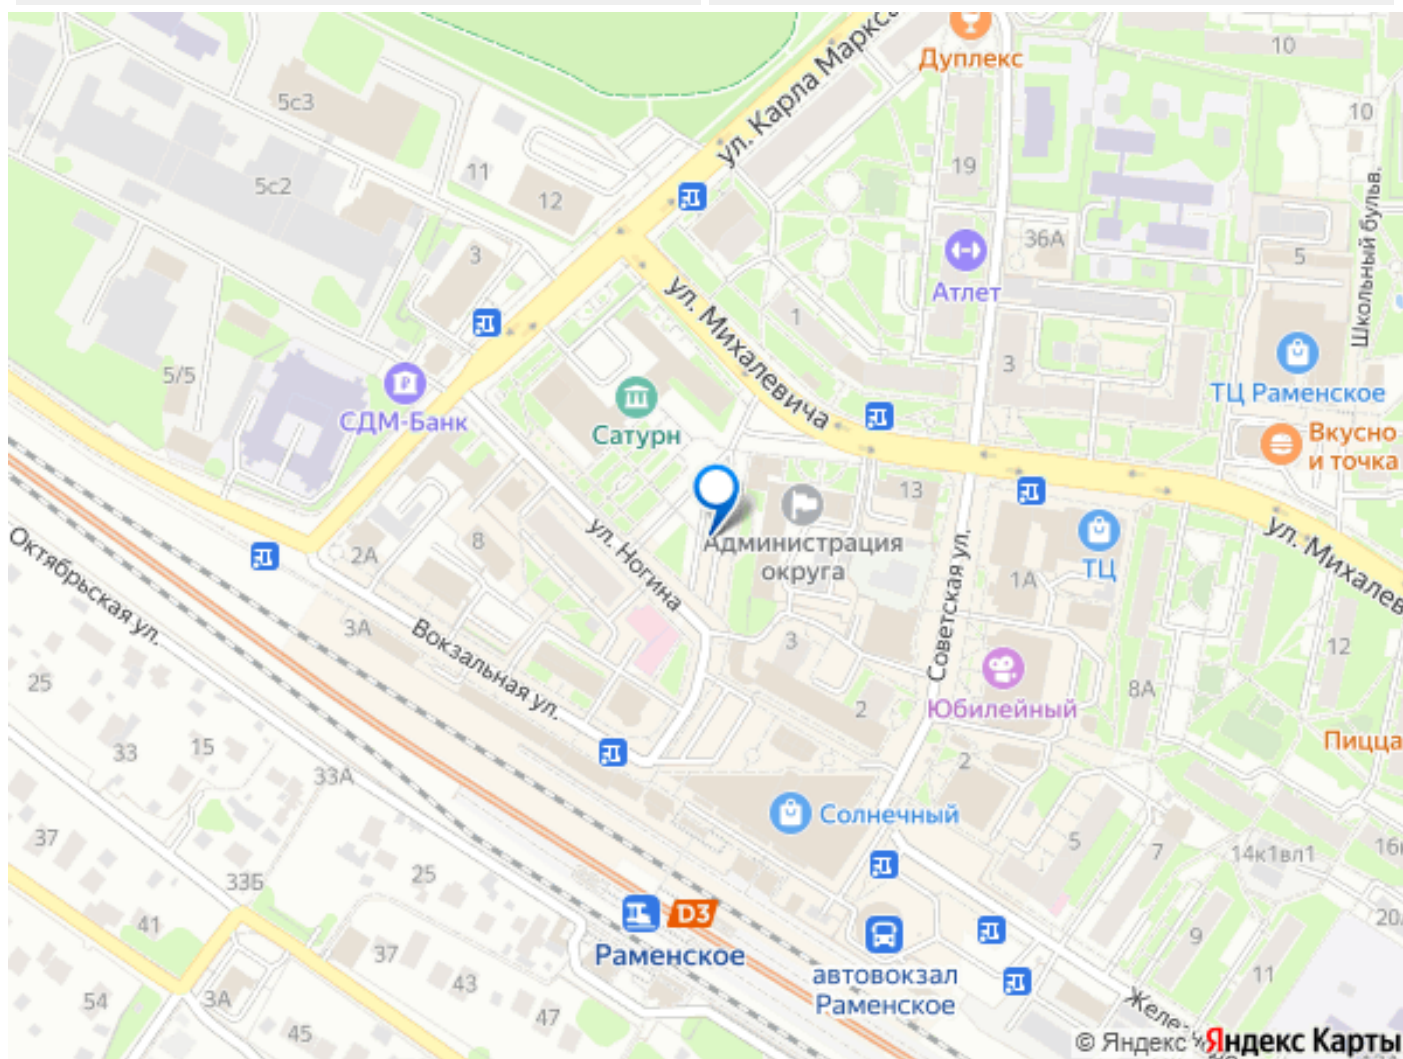 Дуплекс
10
ул. Карла Маркса
5с3
10
11
19
5с2
12
Школьный бульв.
36А
3
5
Атлет
ул. Михалевича
1
3
5/5
ТЦ Раменское
СДМ-Банк
Сатурн
Вкусно
и точка
13
Администрация
округа
ул. Ногина
Советская ул.
ТЦ
ул. Михалев
2А
8
1А
Октябрьская ул.
3А
Вокзальная ул.
3
12
25
8А
2
Юбилейный
Пицца
15
33
33А
2
Солнечный
37
5
7
14к1вл1
16
33Б
25
41
D3
20
Раменское
9
37
автовокзал
Раменское
11
43
54
3А
47
45
Желез
© Яндекс Яндекс Карты